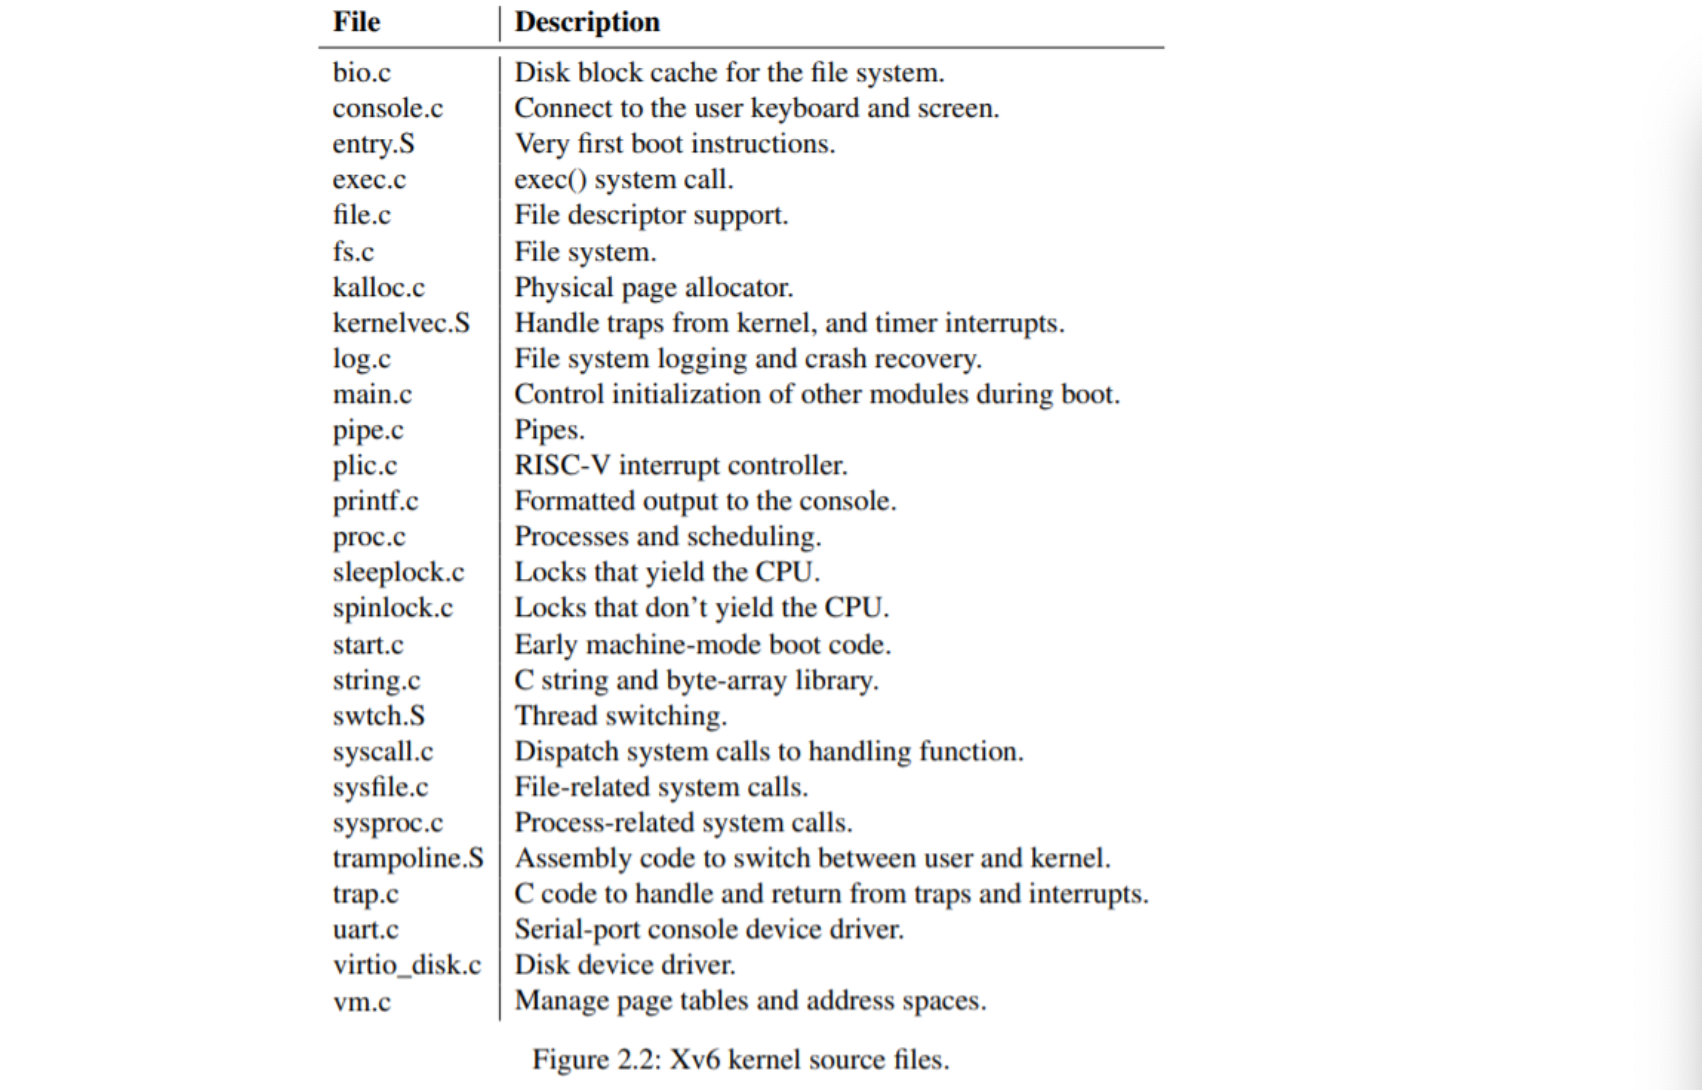 File Description
bio.c Disk block cache for the file system.
console.c Connect to the user keyboard and screen.
entry.S Very first boot instructions.
exec.c exec() system call.
file.c File descriptor support.
fs.c File system.
kalloc.c Physical page allocator.
kernelvec.S Handle traps from kernel, and timer interrupts.
log.c File system logging and crash recovery.
main.c Control initialization of other modules during boot.
pipe.c Pipes.
plic.c RISC-V interrupt controller.
printf.c Formatted output to the console.
proc.c Processes and scheduling.
sleeplock.c Locks that yield the CPU.
spinlock.c Locks that don’t yield the CPU.
start.c Early machine-mode boot code.
string.c C string and byte-array library.
swtch.S Thread switching.
syscall.c Dispatch system calls to handling function.
sysfile.c File-related system calls.
sysproc.c Process-related system calls.
trampoline.S Assembly code to switch between user and kernel.
trap.c C code to handle and return from traps and interrupts.
uart.c Serial-port console device driver.
virtio_disk.c Disk device driver.
vm.c Manage page tables and address spaces.
Figure 2.2: Xv6 kernel source files.